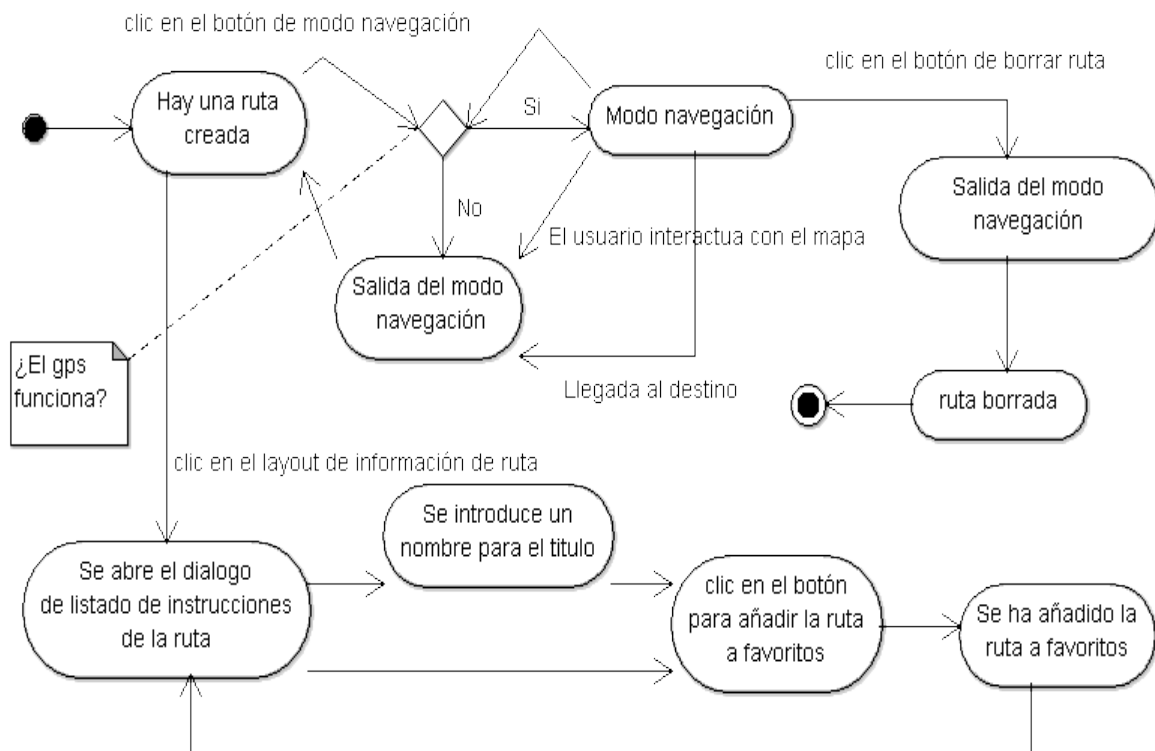 clic en el botón de modo navegación
clic en el botón de borrar ruta
Hay una ruta
creada
Si
Modo navegación
Salida del modo
navegación
No
El usuario interactua con el mapa
Salida del modo
navegación
¿El gps
funciona?
Llegada al destino
ruta borrada
clic en el layout de información de ruta
Se introduce un
nombre para el titulo
Se abre el dialogo
de listado de instrucciones
de la ruta
clic en el botón
para añadir la ruta
a favoritos
Se ha añadido la
ruta a favoritos